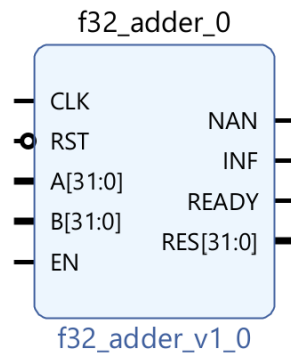 f32_adder_0
CLK
RST
A[31:0]
B[31:0]
EN
NAN
INF
READY
RES[31:0]
f32_adder_v1_0